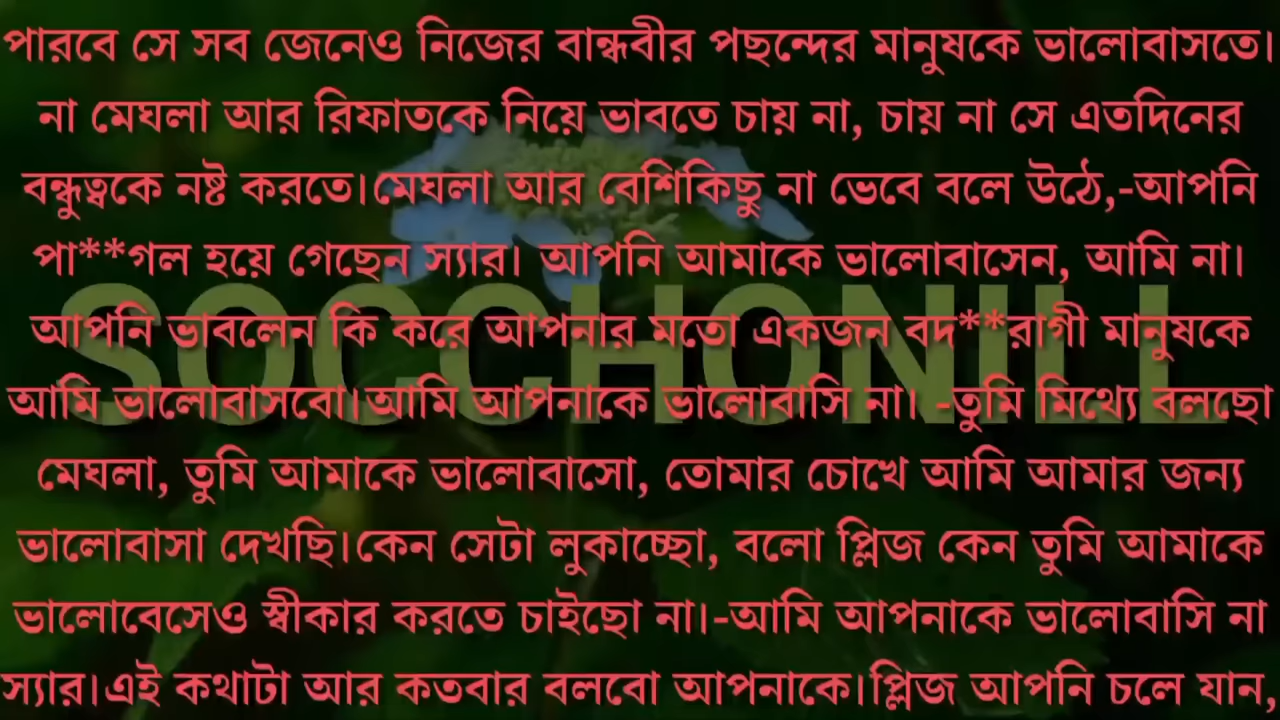 পারবে সে সব জেনেও নিজের বান্ধবীর পছন্দের মানুষকে ভালোবাসতে।
না মেঘলা আর রিফাতকে নিয়ে ভাবতে চায় না, চায় না সে এতদিনের
বন্ধুত্বকে নষ্ট করতে।মেঘলা আর বেশিকিছু না ভেবে বলে উঠে,-আপনি
পা**গল হয়ে গেছেন স্যার। আপনি আমাকে ভালোবাসেন, আমি না।
SOCCHONILL
আপনি ভাবলেন কি করে আপনার মতো একজন বদ**রাগী মানুষকে
আমি ভালোবাসবো।আমি আপনাকে ভালোবাসি না। -তুমি মিথ্যে বলছো
মেঘলা, তুমি আমাকে ভালোবাসো, তোমার চোখে আমি আমার জন্য
ভালোবাসা দেখছি।কেন সেটা লুকাচ্ছো, বলো প্লিজ কেন তুমি আমাকে
ভালোবেসেও স্বীকার করতে চাইছো না।-আমি আপনাকে ভালোবাসি না
স্যার।এই কথাটা আর কতবার বলবো আপনাকে।প্লিজ আপনি চলে যান,